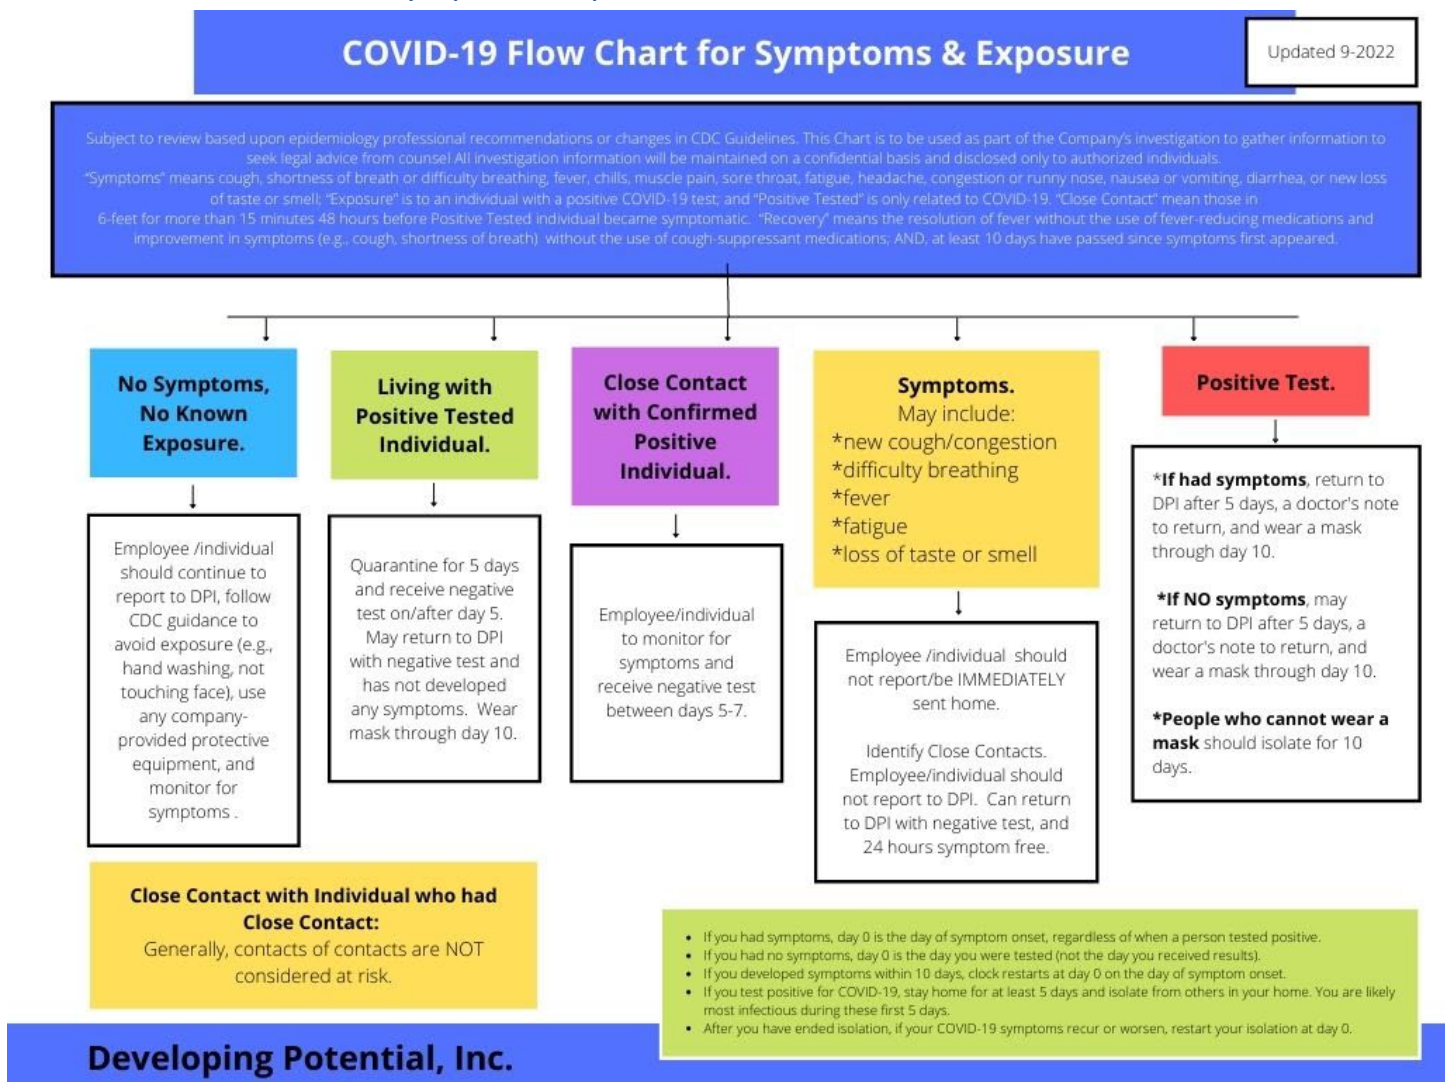 COVID-19 Flow Chart for Symptoms & Exposure
Updated 9-2022
Subject to review based upon epidemiology professional recommendations or changes in CDC Guidelines. This Chart is to be used as part of the Company's investigation to gather information to
seek legal advice from counsel All investigation information will be maintained on a confidential basis and disclosed only to authorized individuals.
"Symptoms" means cough, shortness of breath or difficulty breathing, fever, chills, muscle pain, sore throat, fatigue, headache, congestion or runny nose, nausea or vomiting, diarrhea, or new loss
of taste or smell; "Exposure" is to an individual with a positive COVID-19 test; and "Positive Tested" is only related to COVID-19. "Close Contact" mean those in
6-feet for more than 15 minutes 48 hours before Positive Tested individual became symptomatic. "Recovery" means the resolution of fever without the use of fever-reducing medications and
improvement in symptoms (e.g., cough, shortness of breath) without the use of cough-suppressant medications; AND, at least 10 days have passed since symptoms first appeared.
No Symptoms,
No Known
Exposure.
Employee /individual
should continue to
report to DPI, follow
CDC guidance to
avoid exposure (e.g.,
hand washing, not
touching face), use
any company-
provided protective
equipment, and
monitor for
symptoms .
Living with
Positive Tested
Individual.
Quarantine for 5 days
and receive negative
test on/after day 5.
May return to DPI
with negative test and
has not developed
any symptoms. Wear
mask through day 10.
Close Contact
with Confirmed
Positive
Individual.
Employee/individual
to monitor for
symptoms and
receive negative test
between days 5-7.
Symptoms.
May include:
*new cough/congestion
*difficulty breathing
*fever
*fatigue
*loss of taste or smell
Employee /individual should
not report/be IMMEDIATELY
sent home.
Identify Close Contacts.
Employee/individual should
not report to DPI. Can return
to DPI with negative test, and
24 hours symptom free.
Positive Test.
*If had symptoms, return to
DPI after 5 days, a doctor's note
to return, and wear a mask
through day 10.
*If NO symptoms, may
return to DPI after 5 days, a
doctor's note to return, and
wear a mask through day 10.
*People who cannot wear a
mask should isolate for 10
days.
Close Contact with Individual who had
Close Contact:
Generally, contacts of contacts are NOT
considered at risk.
• If you had symptoms, day 0 is the day of symptom onset, regardless of when a person tested positive.
• If you had no symptoms, day 0 is the day you were tested (not the day you received results).
• If you developed symptoms within 10 days, clock restarts at day 0 on the day of symptom onset.
• If you test positive for COVID-19, stay home for at least 5 days and isolate from others in your home. You are likely
most infectious during these first 5 days.
• After you have ended isolation, if your COVID-19 symptoms recur or worsen, restart your isolation at day 0.
Developing Potential, Inc.